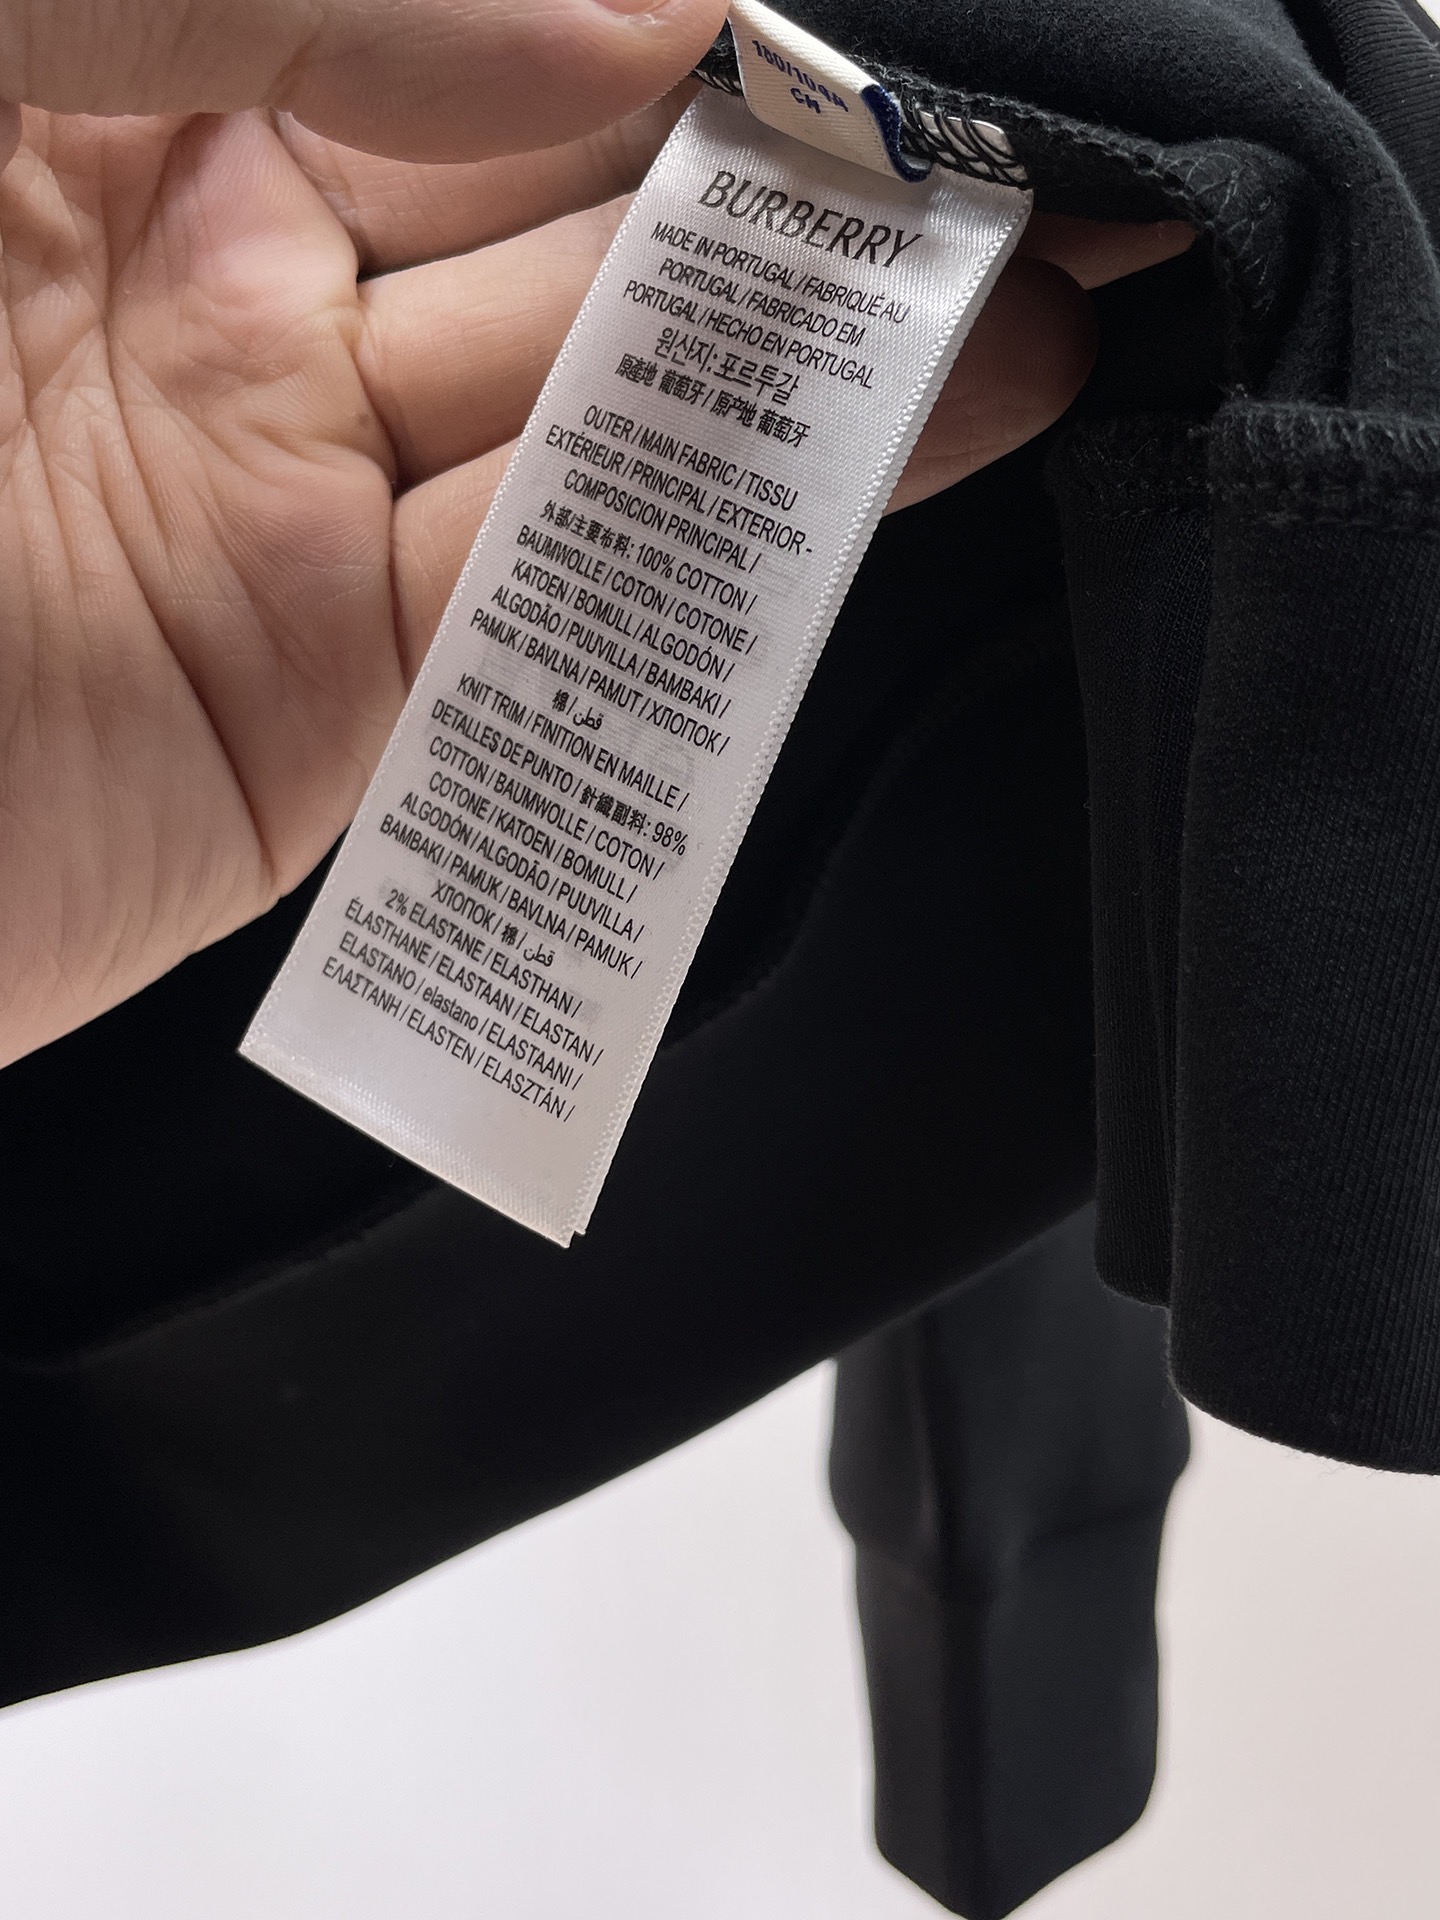 CM
BURBERRY
MADE IN PORTUGAL / FABRIQUÉ AU
PORTUGAL / FABRICADO EM
PORTUGAL / HECHO EN PORTUGAL
원산지: 포르투갈
原產地 葡萄牙 / 原产地 葡萄牙
OUTER / MAIN FABRIC / TISSU
EXTÉRIEUR / PRINCIPAL / EXTERIOR -
COMPOSICION PRINCIPAL /
外部/主要布料: 100% COTTON /
BAUMWOLLE / COTON / COTONE /
KATOEN / BOMULL / ALGODÓN /
ALGODÃO / PUUVILLA / BAMBAKI /
PAMUK / BAVLNA / PAMUT / ХЛОПОК /
棉 / قطن /
KNIT TRIM / FINITION EN MAILLE /
DETALLES DE PUNTO / 針織副料: 98%
COTTON / BAUMWOLLE / COTON /
COTONE / KATOEN / BOMULL /
ALGODÓN / ALGODÃO / PUUVILLA /
BAMBAKI / PAMUK / BAVLNA / PAMUK /
ХЛОПОК / 棉 / قطن
2% ELASTANE / ELASTHAN /
ÉLASTHANE / ELASTAAN / ELASTAN /
ELASTANO / elastano / ELASTAANI /
ΕΛΑΣΤΑΝΗ / ELASTEN / ELASZTÁN /